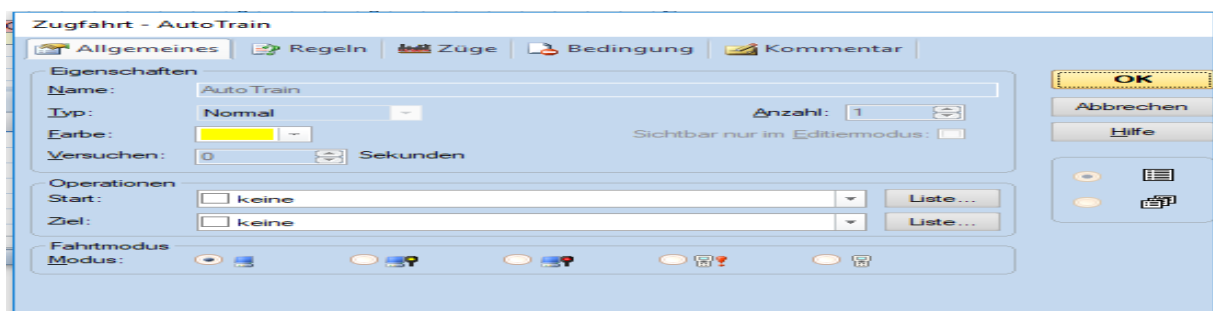 Zugfahrt - AutoTrain
Allgemeines Regeln Züge Bedingung Kommentar
Eigenschaften
Name: AutoTrain
Typ: Normal Anzahl: 1
Farbe: Sichtbar nur im Editiermodus:
Versuchen: 0 Sekunden
Operationen
Start: keine Liste...
Ziel: keine Liste...
Fahrtmodus
Modus:
OK
Abbrechen
Hilfe